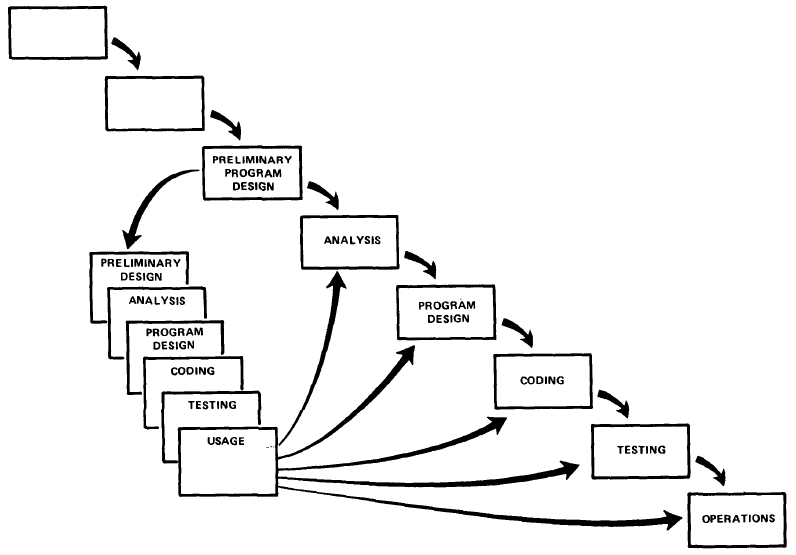 PRELIMINARY
PROGRAM
DESIGN
ANALYSIS
PROGRAM
DESIGN
CODING
TESTING
OPERATIONS
PRELIMINARY
DESIGN
ANALYSIS
PROGRAM
DESIGN
CODING
TESTING
USAGE